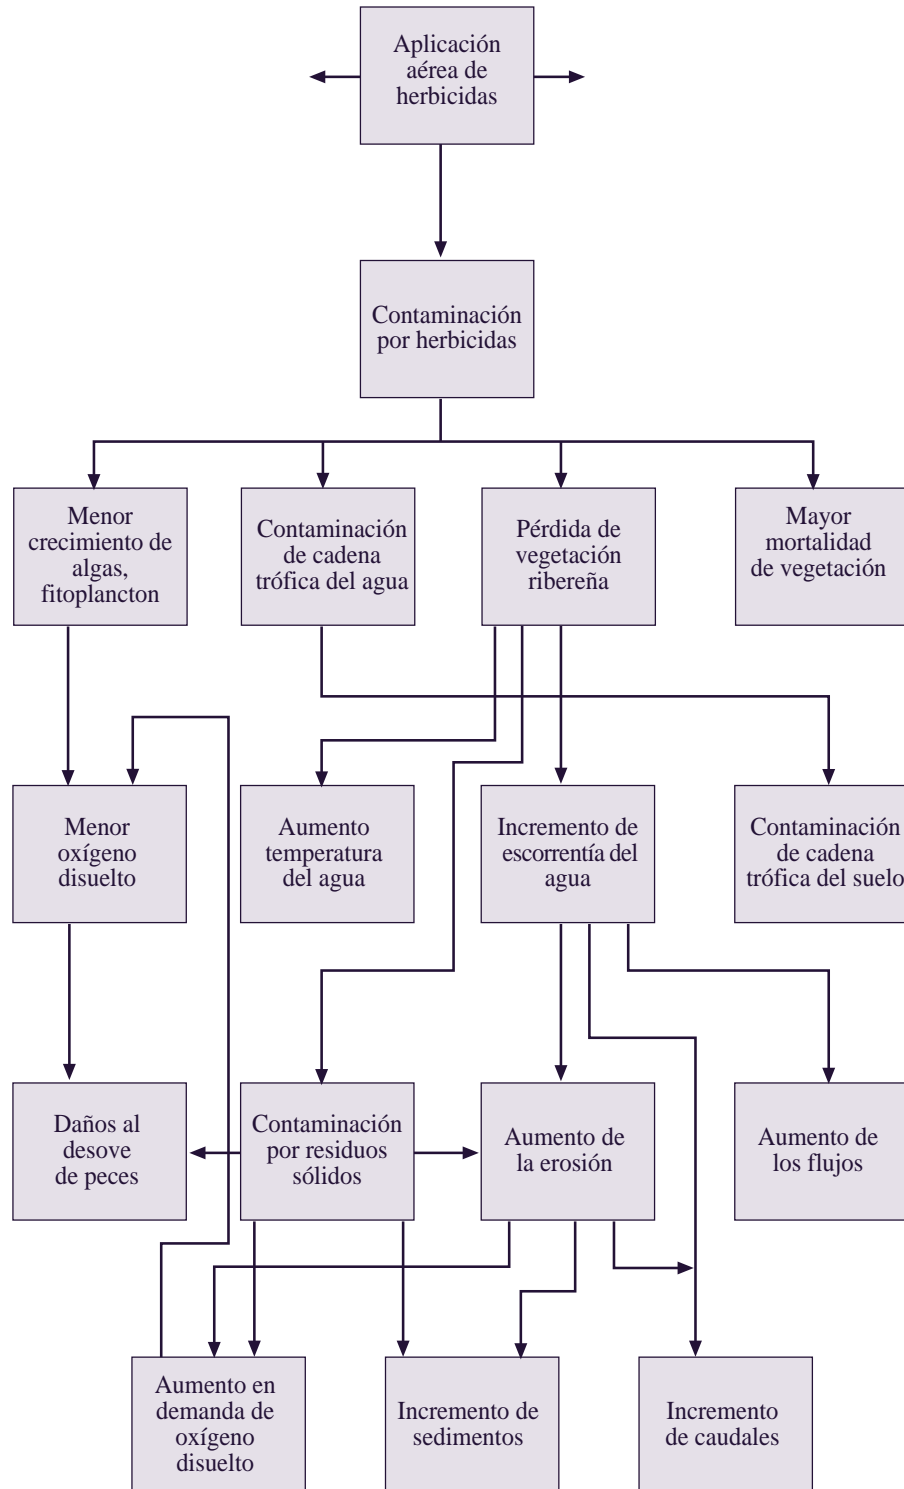 Aplicación
aérea de
herbicidas
Contaminación
por herbicidas
Menor
crecimiento de
algas,
fitoplancton
Contaminación
de cadena
trófica del agua
Pérdida de
vegetación
ribereña
Mayor
mortalidad
de vegetación
Menor
oxígeno
disuelto
Aumento
temperatura
del agua
Incremento de
escorrentía del
agua
Contaminación
de cadena
trófica del suelo
Daños al
desove
de peces
Contaminación
por residuos
sólidos
Aumento de
la erosión
Aumento de
los flujos
Aumento en
demanda de
oxígeno
disuelto
Incremento de
sedimentos
Incremento
de caudales